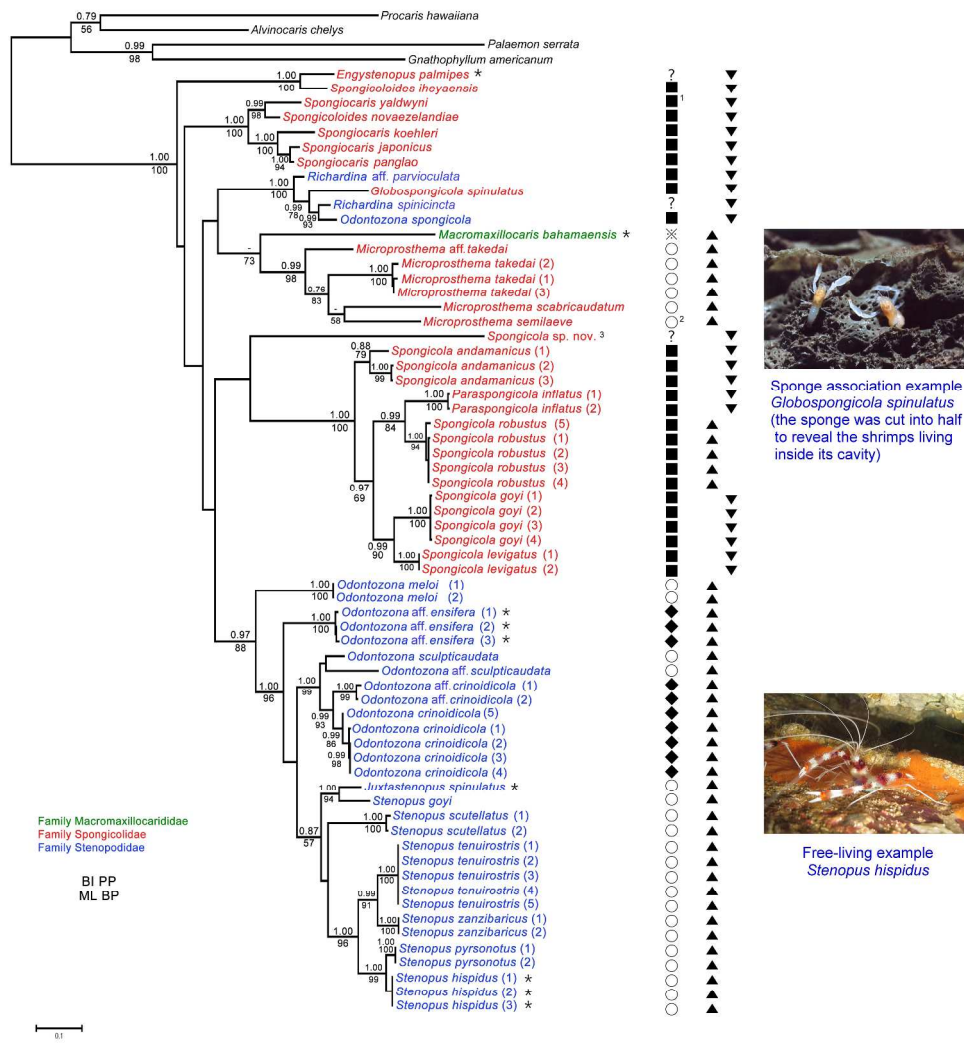 0.79
56
Procaris hawaiiana
Alvinocaris chelys
0.99
98
Palaemon serrata
Gnathophyllum americanum
1.00
100
Engystenopus palmipes *
?
Spongicoloides iheyaensis
1
0.99
98
Spongiocaris yaldwyni
Spongicoloides novaezelandiae
1.00
100
Spongiocaris koehleri
1.00
100
Spongiocaris japonicus
1.00
94
Spongiocaris panglao
1.00
100
1.00
100
Richardina aff. parvioculata
Globospongicola spinulatus
0.99
78
Richardina spinicincta
?
0.99
93
Odontozona spongicola
Macromaxillocaris bahamaensis *
※
-
73
Microprosthema aff. takedai
0.99
98
Microprosthema takedai (2)
1.00
100
Microprosthema takedai (1)
Microprosthema takedai (3)
0.76
83
Microprosthema scabricaudatum
-
58
Microprosthema semilaeve
2
Spongicola sp. nov. 3
?
0.88
79
Spongicola andamanicus (1)
Spongicola andamanicus (2)
1.00
99
Spongicola andamanicus (3)
1.00
100
Paraspongicola inflatus (1)
1.00
100
Paraspongicola inflatus (2)
0.99
84
Spongicola robustus (5)
Spongicola robustus (1)
1.00
94
Spongicola robustus (2)
Spongicola robustus (3)
Spongicola robustus (4)
0.97
69
Spongicola goyi (1)
1.00
100
Spongicola goyi (2)
Spongicola goyi (3)
Spongicola goyi (4)
0.99
90
1.00
100
Spongicola levigatus (1)
Spongicola levigatus (2)
Sponge association example
Globospongicola spinulatus
(the sponge was cut into half
to reveal the shrimps living
inside its cavity)
1.00
100
Odontozona meloi (1)
Odontozona meloi (2)
0.97
88
1.00
100
Odontozona aff. ensifera (1) *
Odontozona aff. ensifera (2) *
Odontozona aff. ensifera (3) *
1.00
96
Odontozona sculpticaudata
Odontozona aff. sculpticaudata
1.00
99
1.00
99
Odontozona aff. crinoidicola (1)
Odontozona aff. crinoidicola (2)
0.99
93
Odontozona crinoidicola (5)
0.99
86
Odontozona crinoidicola (1)
Odontozona crinoidicola (2)
0.99
98
Odontozona crinoidicola (3)
Odontozona crinoidicola (4)
1.00
94
Juxtastenopus spinulatus *
Stenopus goyi
0.87
57
1.00
100
Stenopus scutellatus (1)
Stenopus scutellatus (2)
Stenopus tenuirostris (1)
Stenopus tenuirostris (2)
1.00
100
Stenopus tenuirostris (3)
Stenopus tenuirostris (4)
Stenopus tenuirostris (5)
0.99
91
1.00
100
Stenopus zanzibaricus (1)
Stenopus zanzibaricus (2)
1.00
96
1.00
100
Stenopus pyrsonotus (1)
Stenopus pyrsonotus (2)
1.00
99
Stenopus hispidus (1) *
Stenopus hispidus (2) *
Stenopus hispidus (3) *
Free-living example
Stenopus hispidus
Family Macromaxillocarididae
Family Spongicolidae
Family Stenopodidae
BI PP
ML BP
0.1